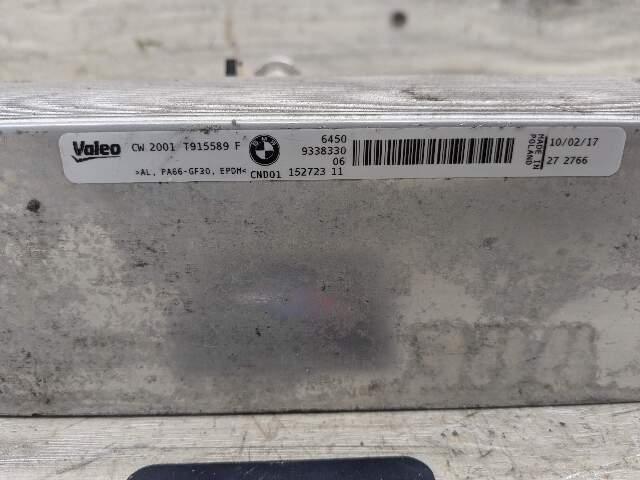 Valeo CW 2001 T915589 F
>AL, PA66-GF30, EPDM<
BMW
6450
9338330
06
CND01 152723 11
MADE IN
POLAND
10/02/17
27 2766